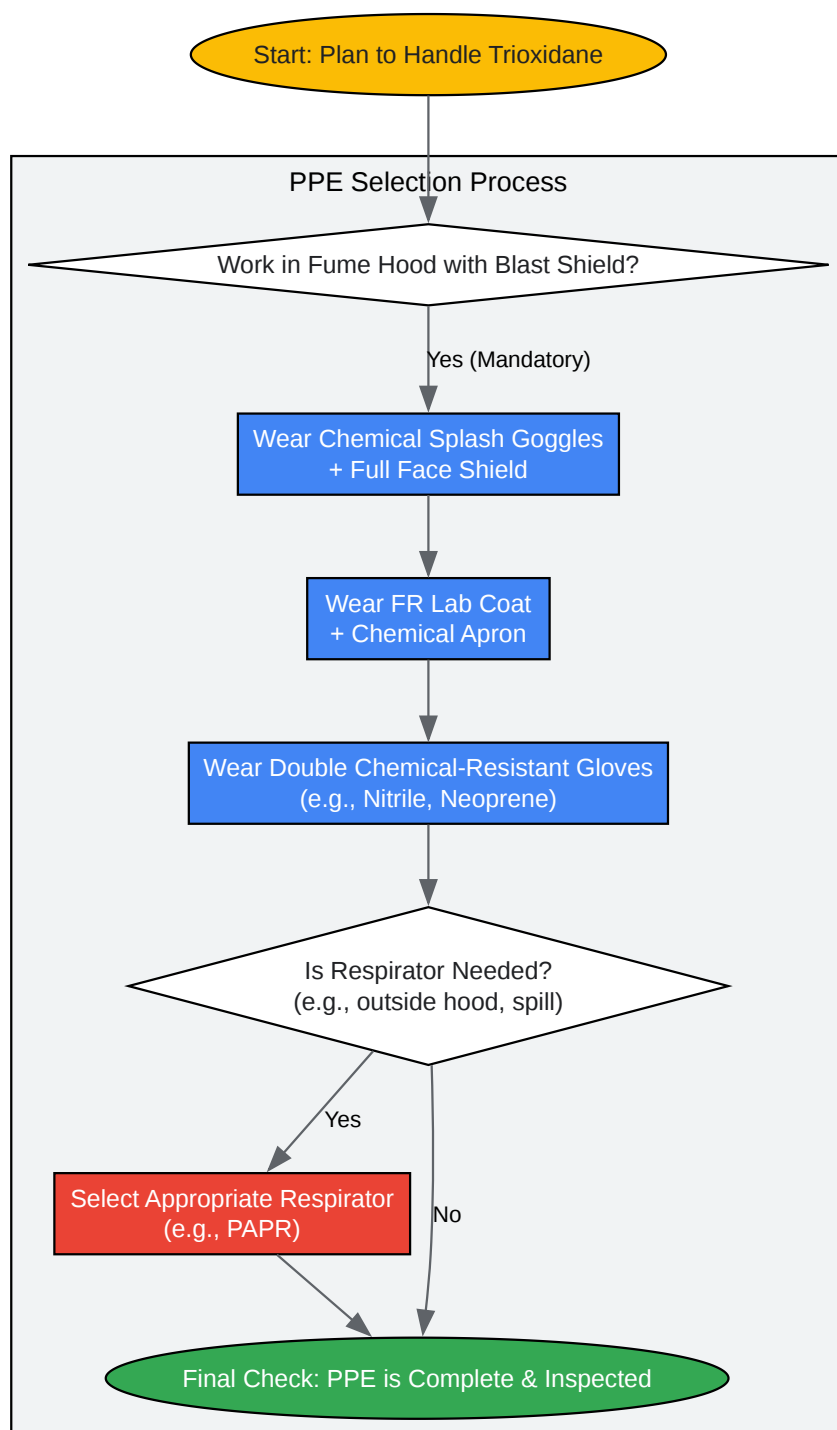 Start: Plan to Handle Trioxidane
PPE Selection Process
Work in Fume Hood with Blast Shield?
Yes (Mandatory)
Wear Chemical Splash Goggles
+ Full Face Shield
Wear FR Lab Coat
+ Chemical Apron
Wear Double Chemical-Resistant Gloves
(e.g., Nitrile, Neoprene)
Is Respirator Needed?
(e.g., outside hood, spill)
Yes
Select Appropriate Respirator
(e.g., PAPR)
No
Final Check: PPE is Complete & Inspected